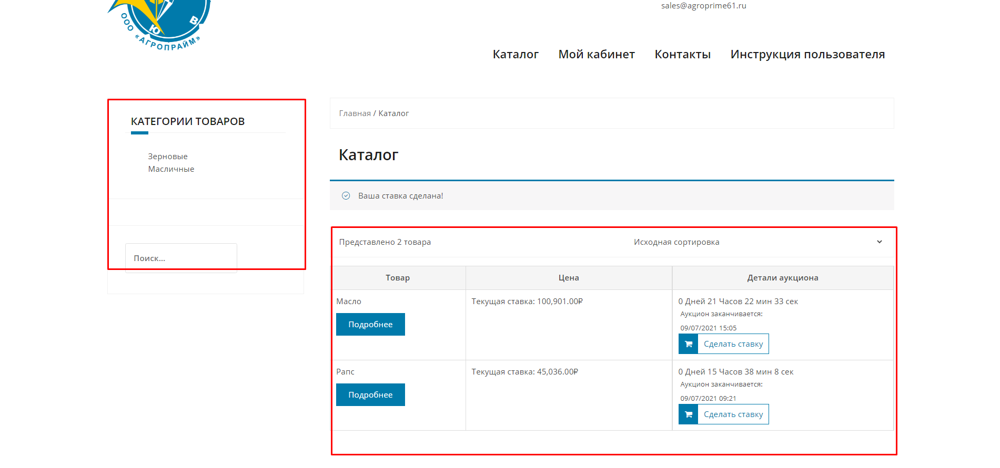 sales@agroprime61.ru
Ю В
ООО «АГРОПРАЙМ»
Каталог Мой кабинет Контакты Инструкция пользователя
КАТЕГОРИИ ТОВАРОВ
Зерновые
Масличные
Поиск...
Главная / Каталог
Каталог
Ваша ставка сделана!
Представлено 2 товара Исходная сортировка
Товар Цена Детали аукциона
Масло Текущая ставка: 100,901.00₽ 0 Дней 21 Часов 22 мин 33 сек
Аукцион заканчивается:
Подробнее
09/07/2021 15:05
Сделать ставку
Рапс Текущая ставка: 45,036.00₽ 0 Дней 15 Часов 38 мин 8 сек
Аукцион заканчивается:
Подробнее
09/07/2021 09:21
Сделать ставку